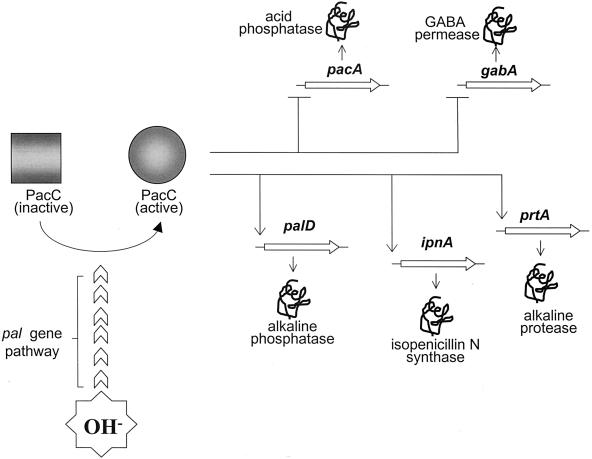 acid
phosphatase
GABA
permease
pacA
gabA
PacC
(inactive)
PacC
(active)
palD
ipnA
prtA
alkaline
phosphatase
isopenicillin N
synthase
alkaline
protease
pal gene
pathway
OH-